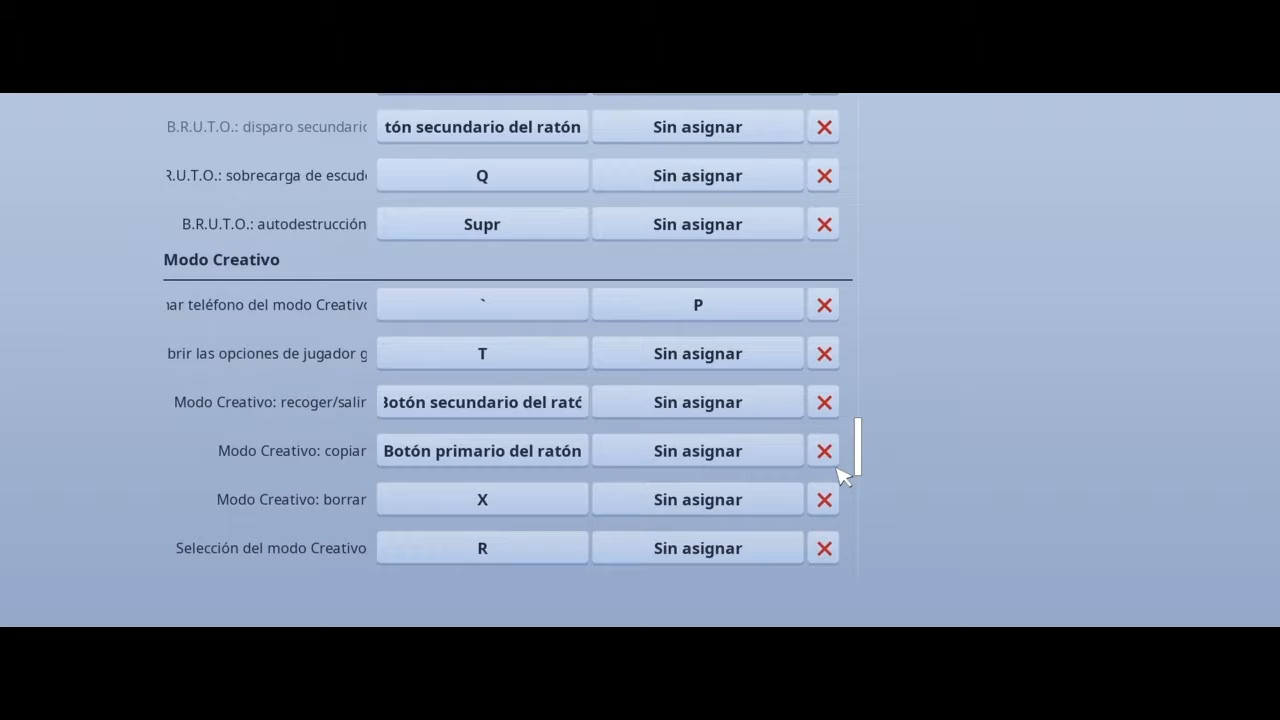 B.R.U.T.O.: disparo secundario tón secundario del ratón Sin asignar
R.U.T.O.: sobrecarga de escudo Q Sin asignar
B.R.U.T.O.: autodestrucción Supr Sin asignar
Modo Creativo
nar teléfono del modo Creativo ` P
brir las opciones de jugador g T Sin asignar
Modo Creativo: recoger/salir Botón secundario del rató Sin asignar
Modo Creativo: copiar Botón primario del ratón Sin asignar
Modo Creativo: borrar X Sin asignar
Selección del modo Creativo R Sin asignar